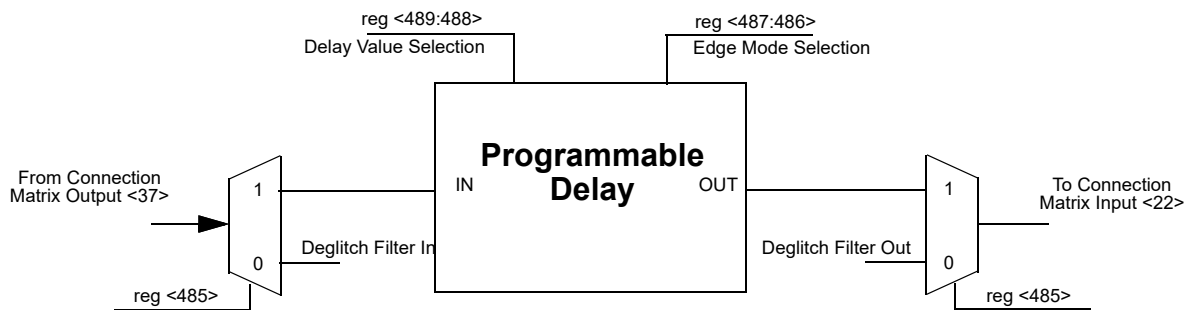 reg <489:488>
Delay Value Selection
reg <487:486>
Edge Mode Selection
Programmable
Delay
IN
OUT
From Connection
Matrix Output <37>
1
0
Deglitch Filter In
reg <485>
Deglitch Filter Out
1
0
To Connection
Matrix Input <22>
reg <485>